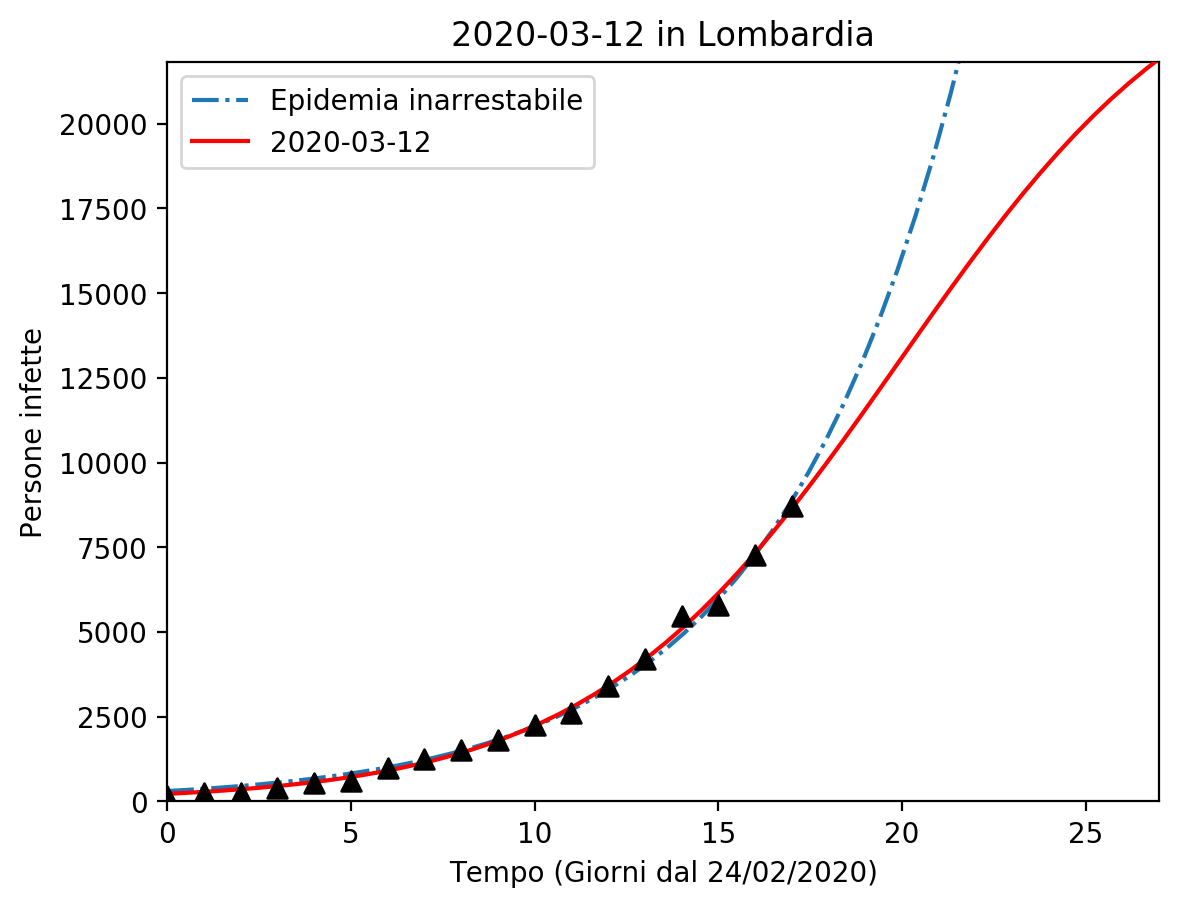 2020-03-12 in Lombardia
Epidemia inarrestabile
2020-03-12
20000
17500
15000
12500
10000
7500
5000
2500
0
Persone infette
0 5 10 15 20 25
Tempo (Giorni dal 24/02/2020)